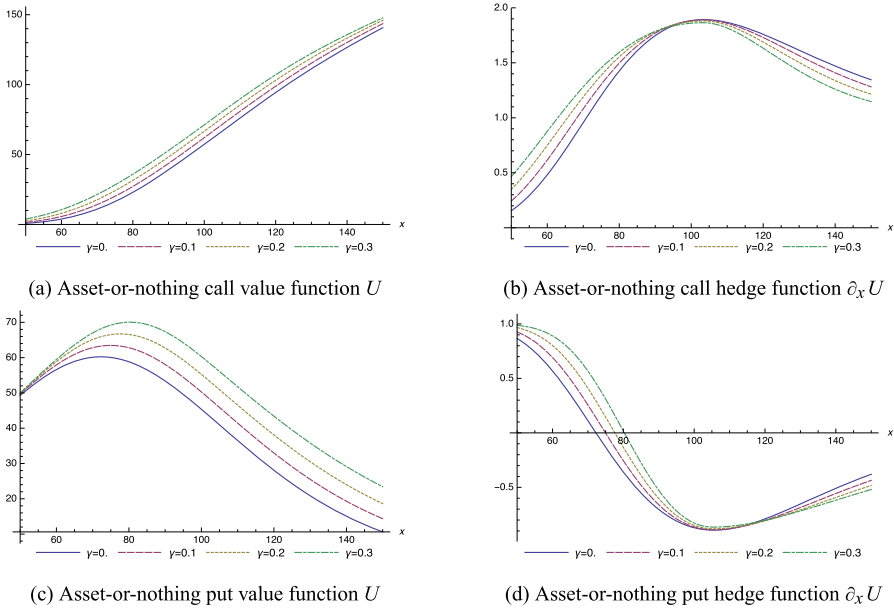 150
100
50
60 80 100 120 140 x
γ=0. γ=0.1 γ=0.2 γ=0.3
(a) Asset-or-nothing call value function U
2.0
1.5
1.0
0.5
60 80 100 120 140 x
γ=0. γ=0.1 γ=0.2 γ=0.3
(b) Asset-or-nothing call hedge function ∂ₓU
70
60
50
40
30
20
60 80 100 120 140 x
γ=0. γ=0.1 γ=0.2 γ=0.3
(c) Asset-or-nothing put value function U
1.0
0.5
60 80 100 120 140 x
−0.5
γ=0. γ=0.1 γ=0.2 γ=0.3
(d) Asset-or-nothing put hedge function ∂ₓU